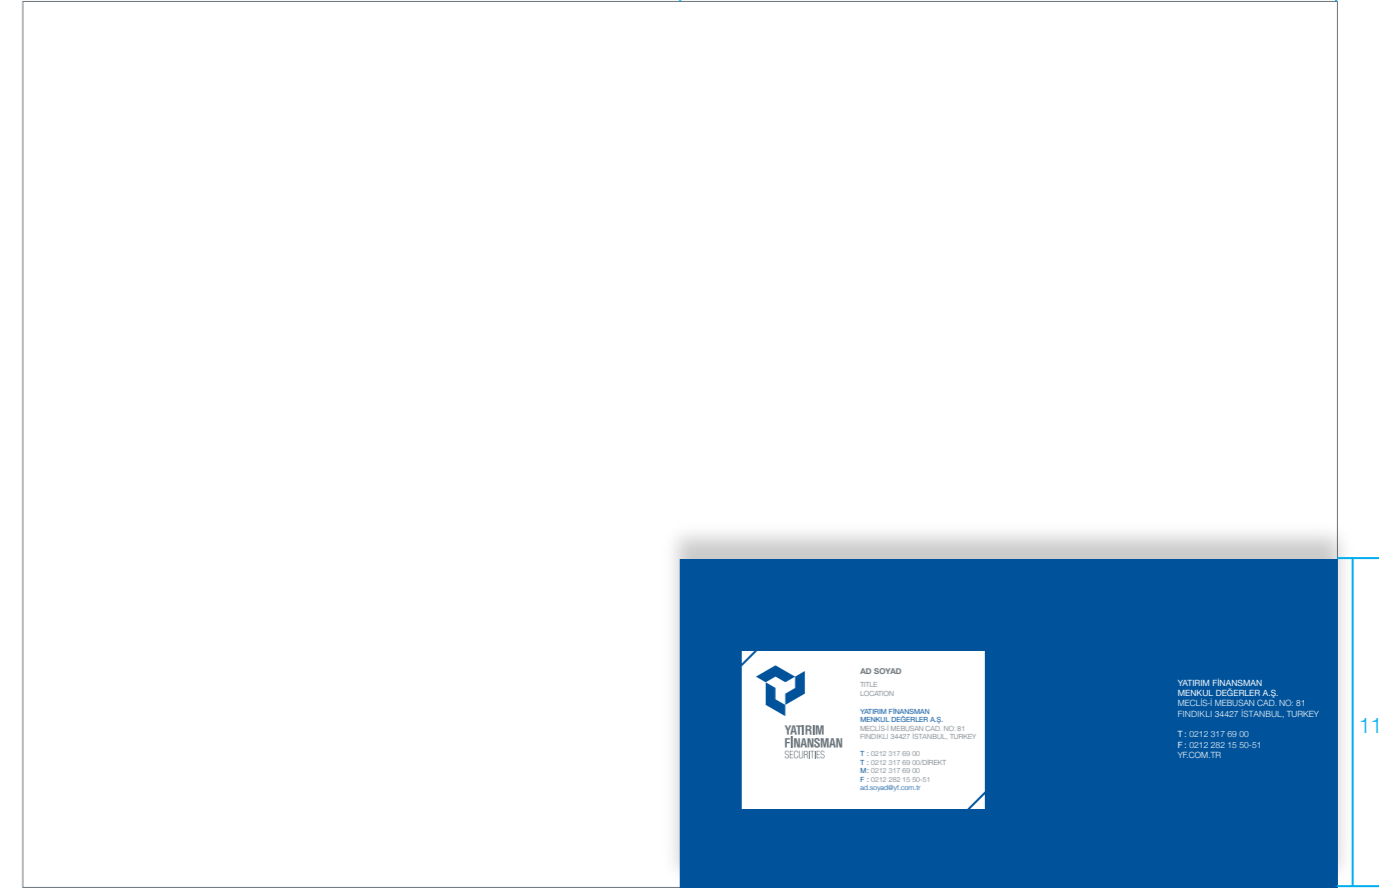 YATIRIM
FİNANSMAN
SECURITIES
AD SOYAD
TITLE
LOCATION
YATIRIM FİNANSMAN
MENKUL DEĞERLER A.Ş.
MECLİS-İ MEBUSAN CAD. NO: 81
FINDIKLI 34427 İSTANBUL, TURKEY
T : 0212 317 69 00
T : 0212 317 69 00/DİREKT
M: 0212 317 69 00
F : 0212 282 15 50-51
ad.soyad@yf.com.tr
YATIRIM FİNANSMAN
MENKUL DEĞERLER A.Ş.
MECLİS-İ MEBUSAN CAD. NO: 81
FINDIKLI 34427 İSTANBUL, TURKEY
T : 0212 317 69 00
F : 0212 282 15 50-51
YF.COM.TR
11